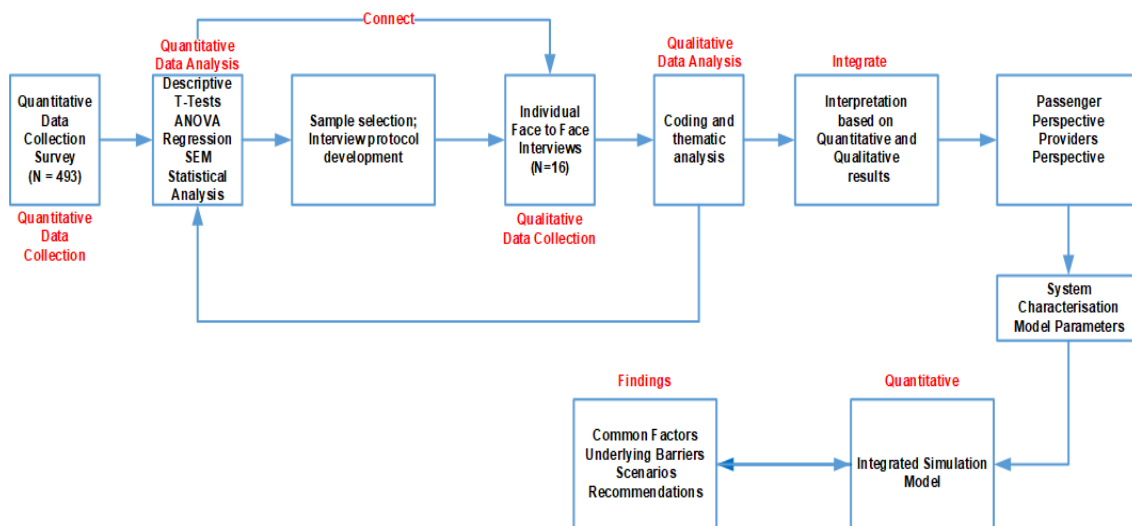 Connect
Quantitative
Data Analysis
Qualitative
Data Analysis
Integrate
Quantitative
Data
Collection
Survey
(N = 493)
Descriptive
T-Tests
ANOVA
Regression
SEM
Statistical
Analysis
Sample selection;
Interview protocol
development
Individual
Face to Face
Interviews
(N=16)
Coding and
thematic
analysis
Interpretation
based on
Quantitative and
Qualitative
results
Passenger
Perspective
Providers
Perspective
Quantitative
Data
Collection
Qualitative
Data Collection
System
Characterisation
Model Parameters
Findings
Quantitative
Common Factors
Underlying Barriers
Scenarios
Recommendations
Integrated Simulation
Model